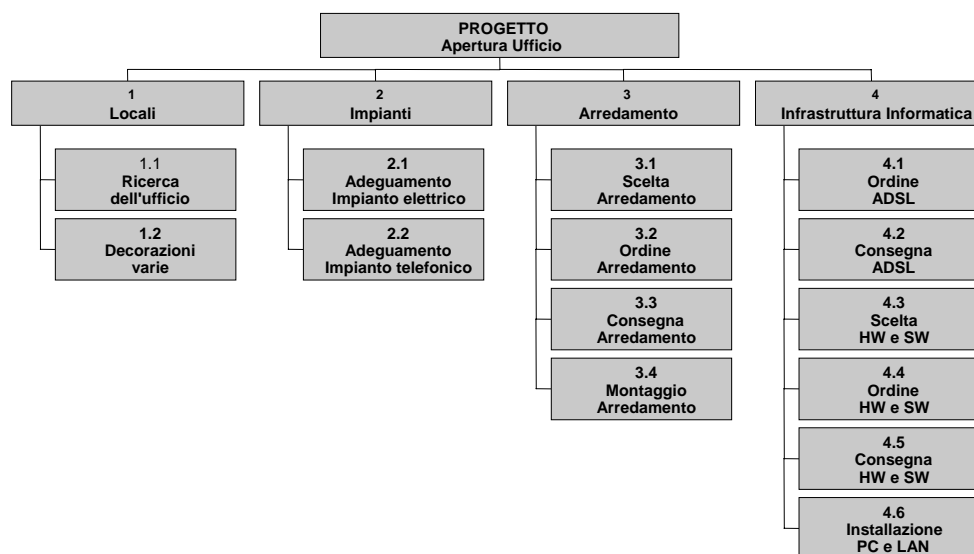 PROGETTO
Apertura Ufficio
1
Locali
2
Impianti
3
Arredamento
4
Infrastruttura Informatica
1.1
Ricerca
dell'ufficio
1.2
Decorazioni
varie
2.1
Adeguamento
Impianto elettrico
2.2
Adeguamento
Impianto telefonico
3.1
Scelta
Arredamento
3.2
Ordine
Arredamento
3.3
Consegna
Arredamento
3.4
Montaggio
Arredamento
4.1
Ordine
ADSL
4.2
Consegna
ADSL
4.3
Scelta
HW e SW
4.4
Ordine
HW e SW
4.5
Consegna
HW e SW
4.6
Installazione
PC e LAN